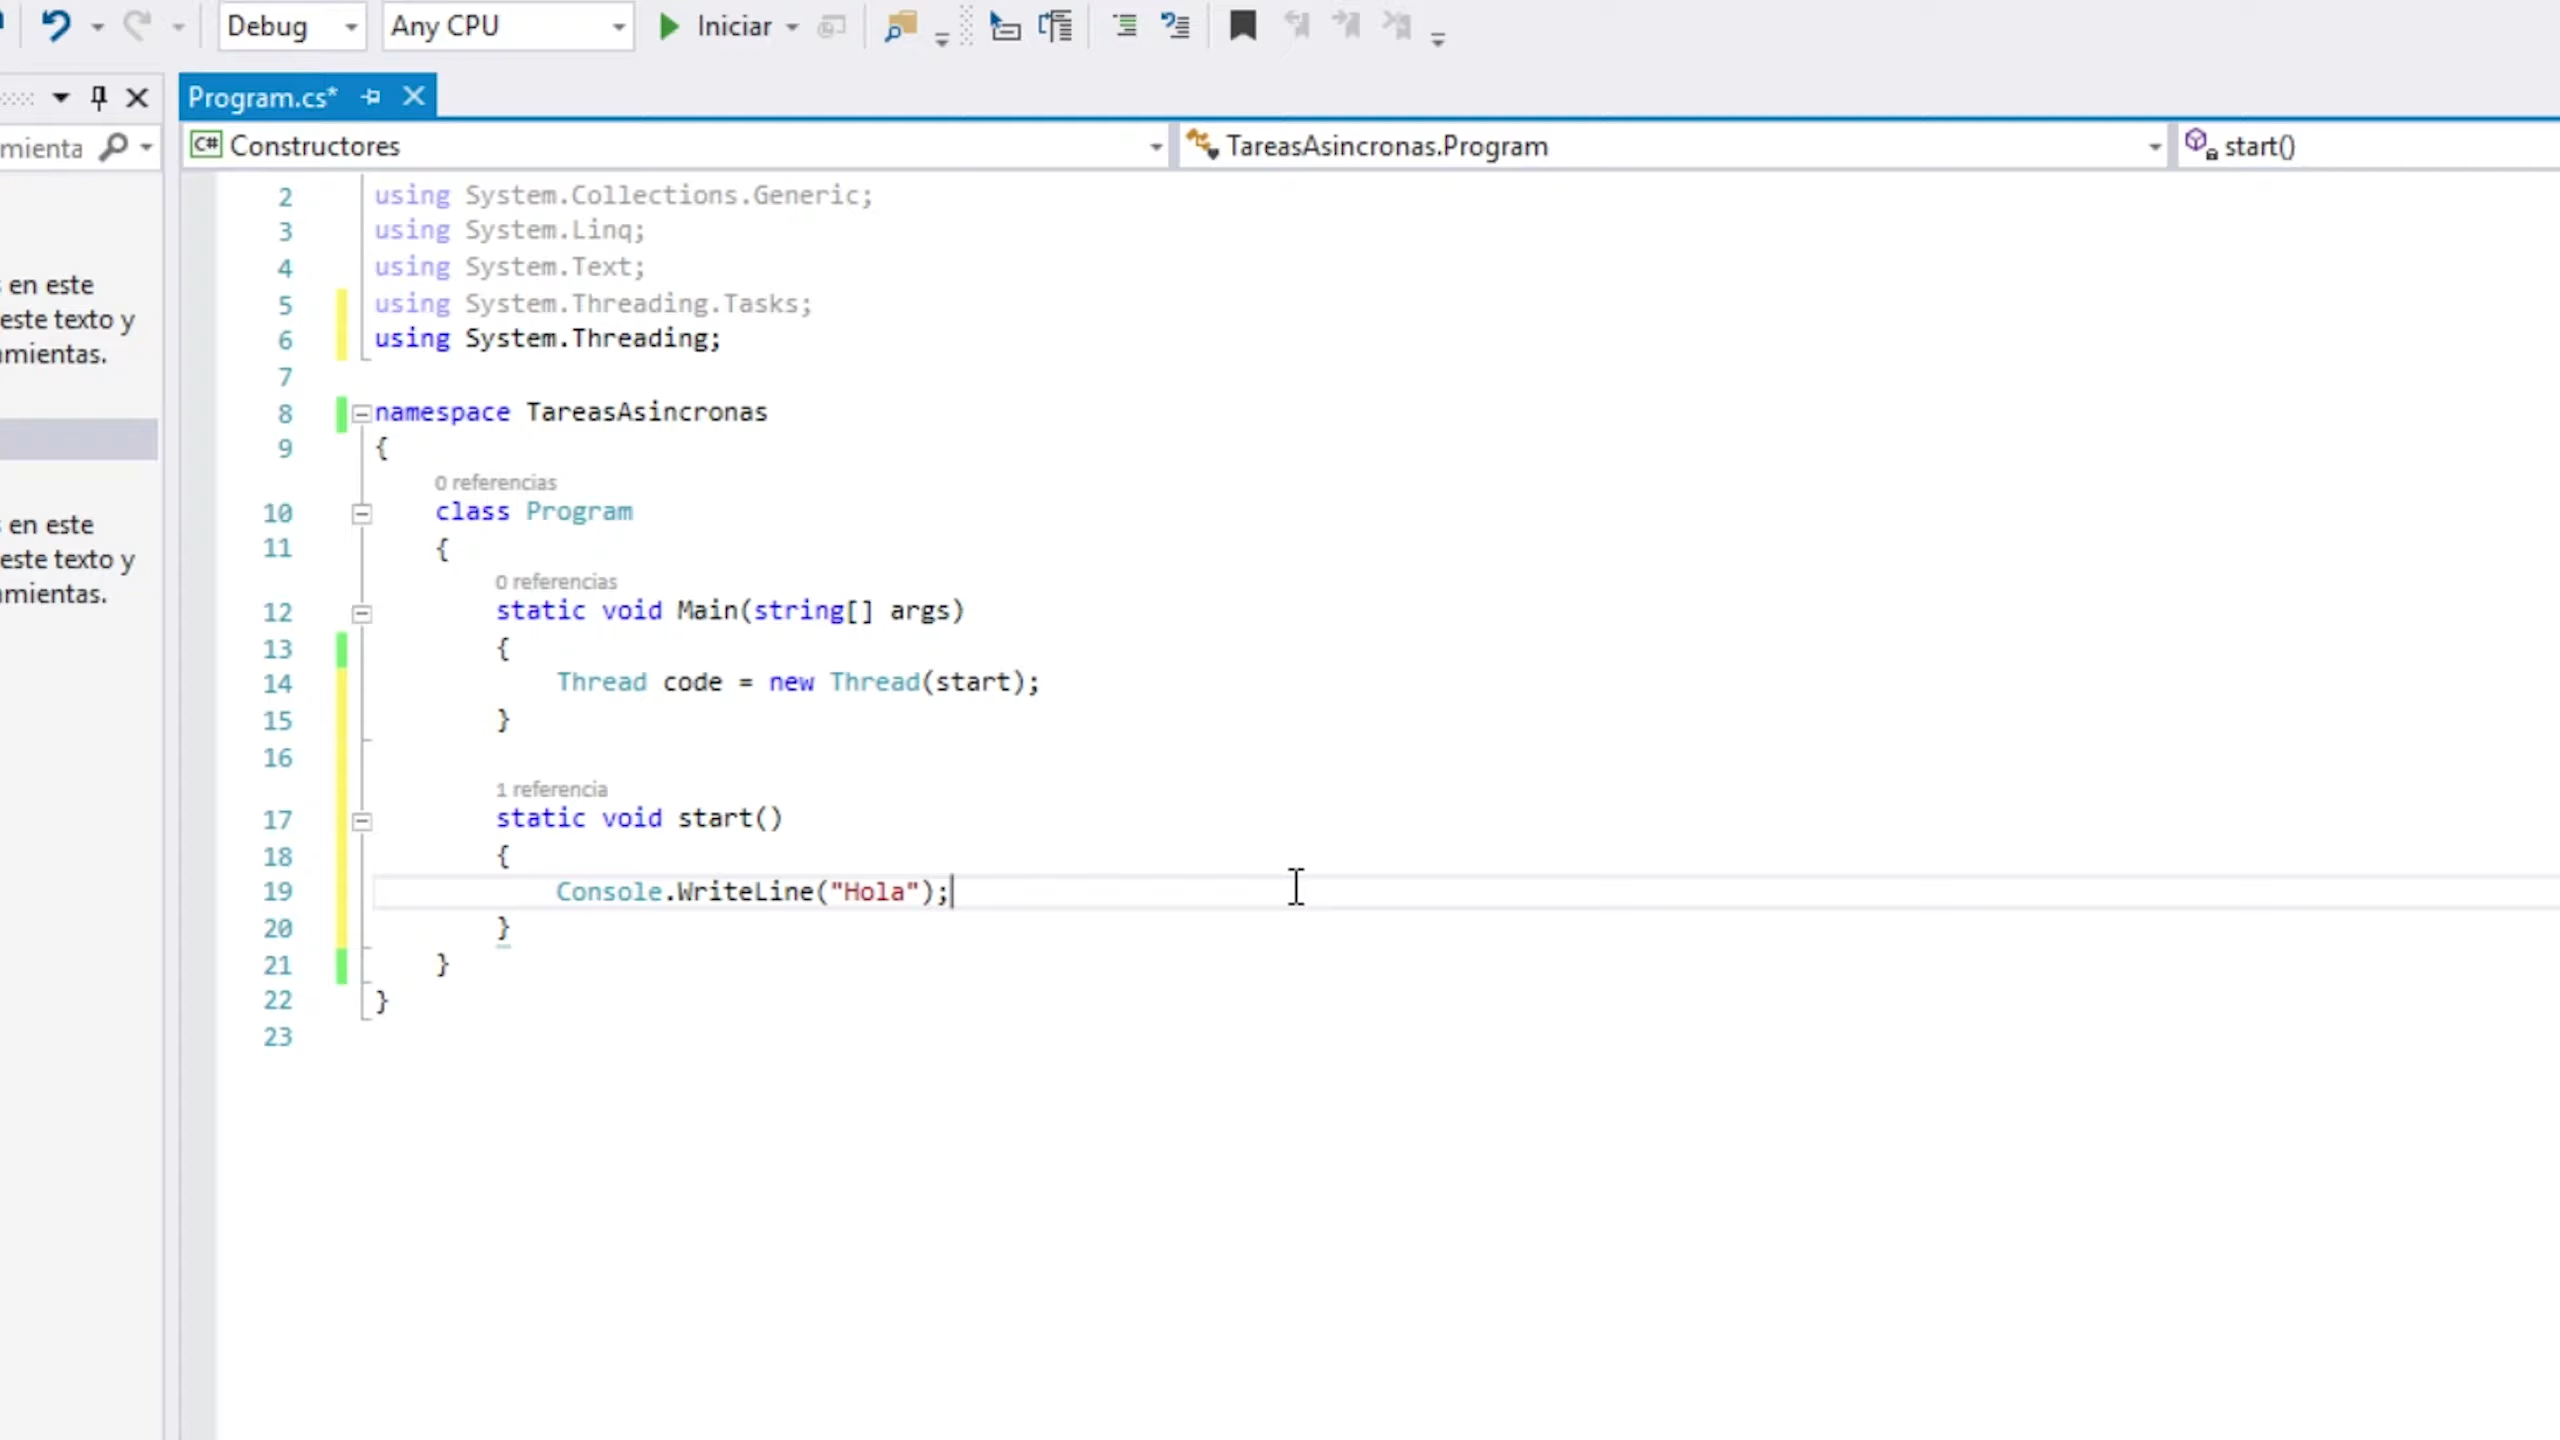 Debug Any CPU Iniciar
Program.cs*
mienta
Constructores TareasAsincronas.Program start()
en este
este texto y
mientas.
en este
este texto y
mientas.
2 using System.Collections.Generic;
3 using System.Linq;
4 using System.Text;
5 using System.Threading.Tasks;
6 using System.Threading;
7
8 namespace TareasAsincronas
9 {
0 referencias
10 class Program
11 {
0 referencias
12 static void Main(string[] args)
13 {
14 Thread code = new Thread(start);
15 }
16
1 referencia
17 static void start()
18 {
19 Console.WriteLine("Hola");
20 }
21 }
22 }
23